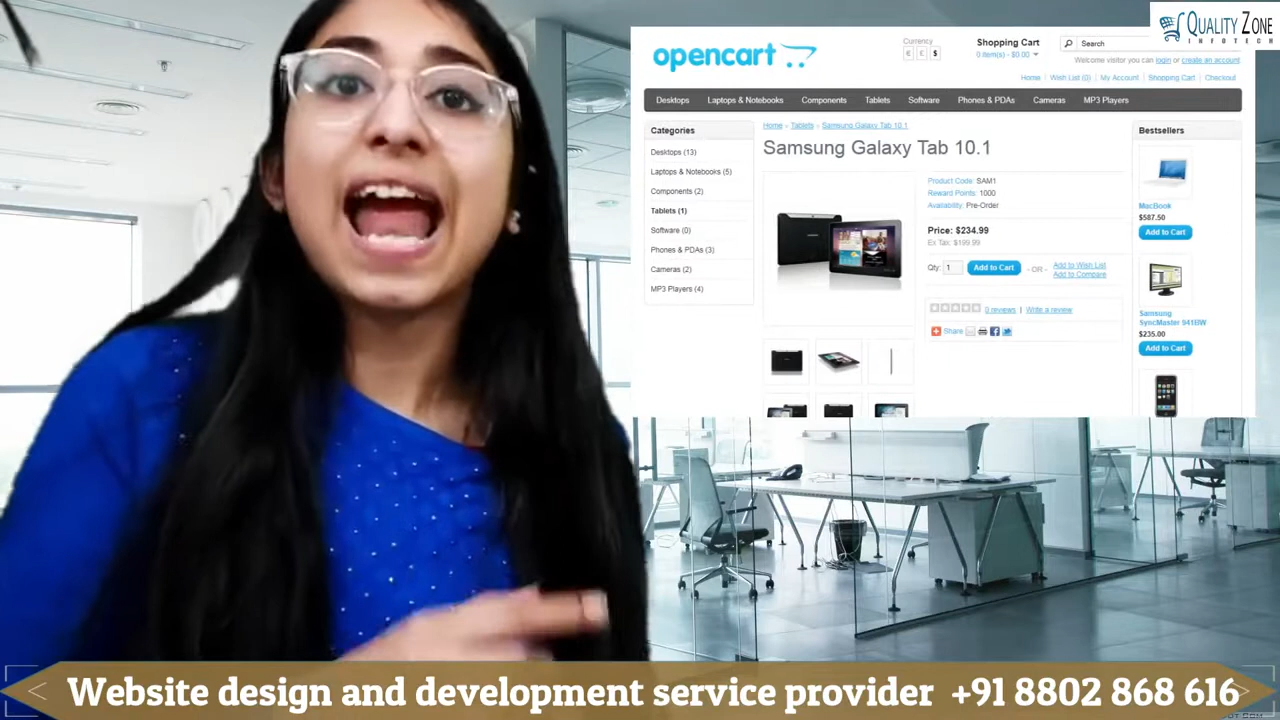 QUALITY ZONE
INFOTECH
opencart
Currency
€ £ $
Shopping Cart
0 item(s) - $0.00
Search
Welcome visitor you can login or create an account.
Home Wish List (0) My Account Shopping Cart Checkout
Desktops Laptops & Notebooks Components Tablets Software Phones & PDAs Cameras MP3 Players
Categories
Desktops (13)
Laptops & Notebooks (5)
Components (2)
Tablets (1)
Software (0)
Phones & PDAs (3)
Cameras (2)
MP3 Players (4)
Home » Tablets » Samsung Galaxy Tab 10.1
Samsung Galaxy Tab 10.1
Product Code: SAM1
Reward Points: 1000
Availability: Pre-Order
Price: $234.99
Ex Tax: $199.99
Qty: 1 Add to Cart - OR - Add to Wish List
Add to Compare
0 reviews | Write a review
Share
Bestsellers
MacBook
$587.50
Add to Cart
Samsung
SyncMaster 941BW
$235.00
Add to Cart
Website design and development service provider +91 8802 868 616